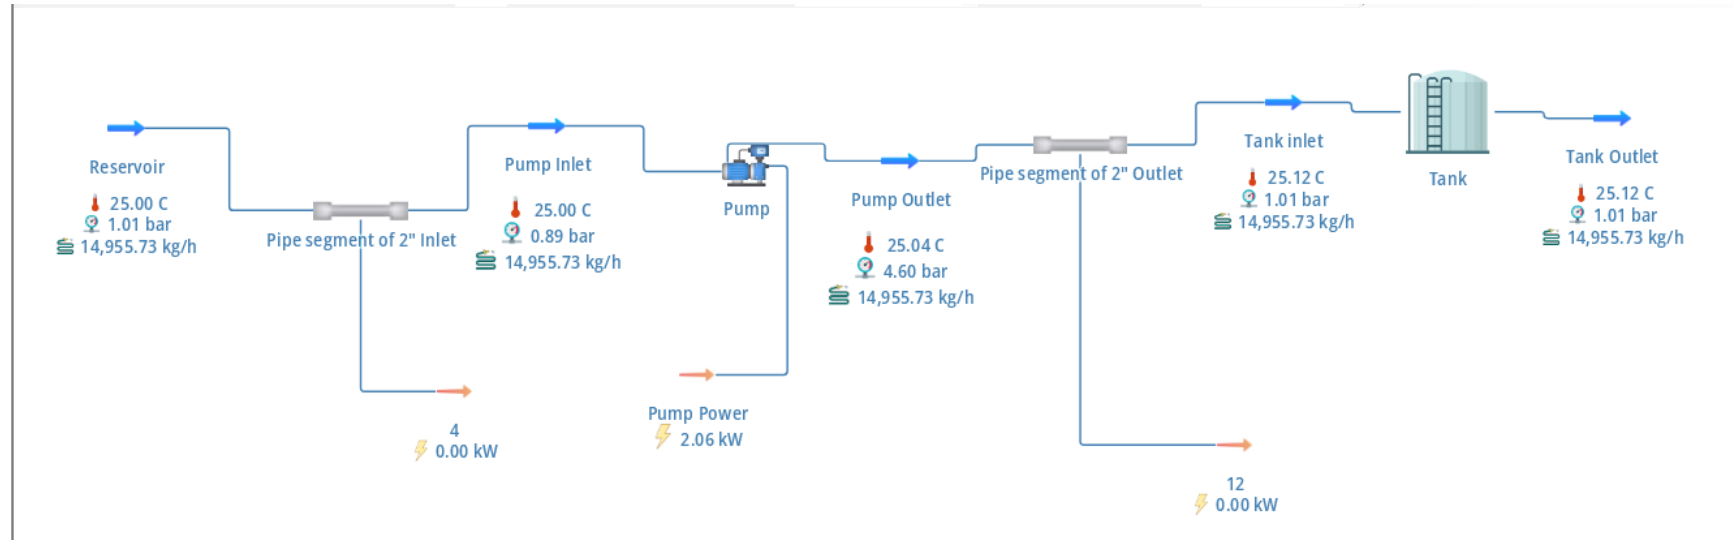 Reservoir
25.00 C
1.01 bar
14,955.73 kg/h
Pipe segment of 2" Inlet
4
0.00 kW
Pump Inlet
25.00 C
0.89 bar
14,955.73 kg/h
Pump
Pump Power
2.06 kW
Pump Outlet
25.04 C
4.60 bar
14,955.73 kg/h
Pipe segment of 2" Outlet
12
0.00 kW
Tank inlet
25.12 C
1.01 bar
14,955.73 kg/h
Tank
Tank Outlet
25.12 C
1.01 bar
14,955.73 kg/h